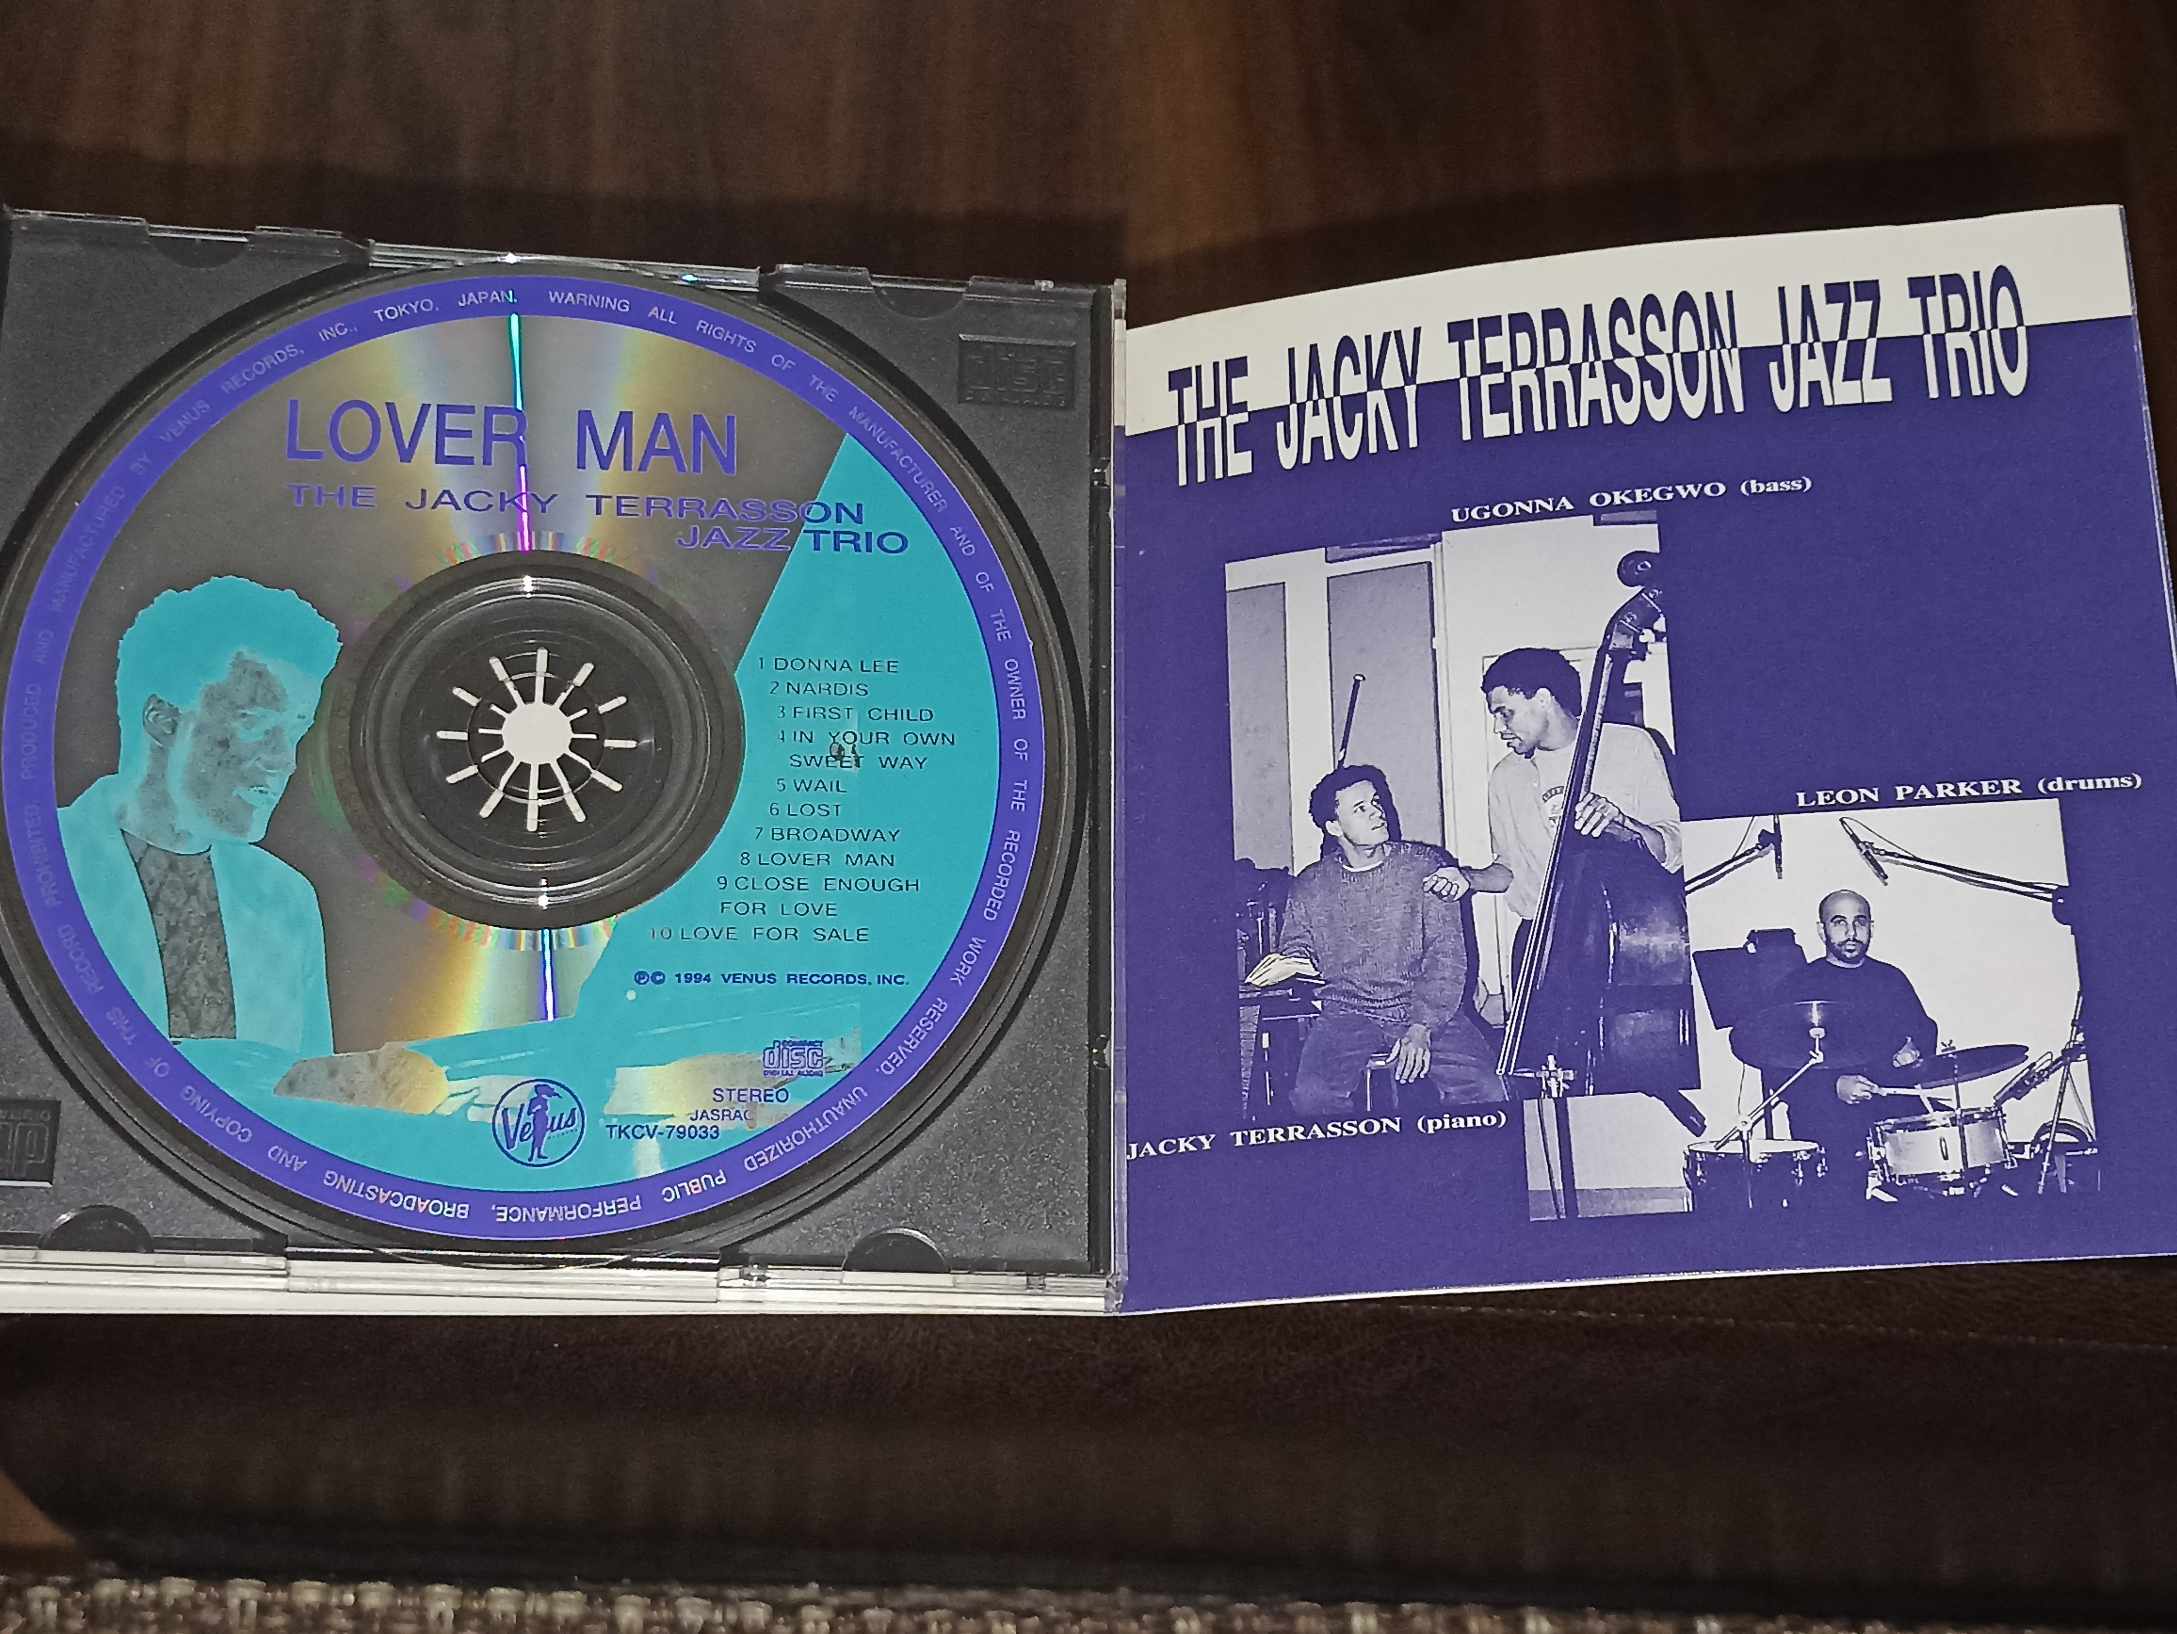 WARNING ALL RIGHTS OF THE MANUFACTURER AND OF THE OWNER OF THE RECORDED WORK RESERVED. UNAUTHORIZED PUBLIC PERFORMANCE, BROADCASTING AND COPYING OF THIS RECORD PROHIBITED. PRODUCED AND MANUFACTURED BY VENUS RECORDS, INC., TOKYO, JAPAN.
LOVER MAN
THE JACKY TERRASSON
JAZZ TRIO
1 DONNA LEE
2 NARDIS
3 FIRST CHILD
4 IN YOUR OWN
SWEET WAY
5 WAIL
6 LOST
7 BROADWAY
8 LOVER MAN
9 CLOSE ENOUGH
FOR LOVE
10 LOVE FOR SALE
℗© 1994 VENUS RECORDS, INC.
COMPACT
disc
DIGITAL AUDIO
STEREO
JASRAC
TKCV-79033
Venus
THE JACKY TERRASSON JAZZ TRIO
UGONNA OKEGWO (bass)
LEON PARKER (drums)
JACKY TERRASSON (piano)